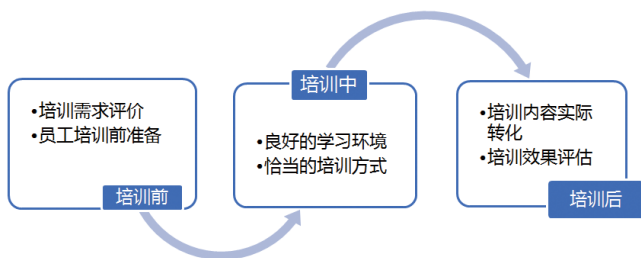 •培训需求评价
•员工培训前准备
培训前
培训中
•良好的学习环境
•恰当的培训方式
•培训内容实际
转化
•培训效果评估
培训后